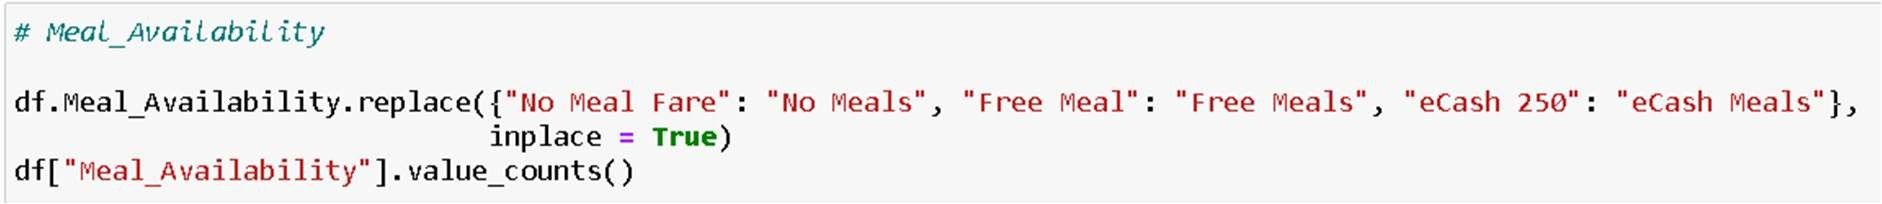 # Meal_Availability
df.Meal_Availability.replace({"No Meal Fare": "No Meals", "Free Meal": "Free Meals", "eCash 250": "eCash Meals"},
inplace = True)
df["Meal_Availability"].value_counts()